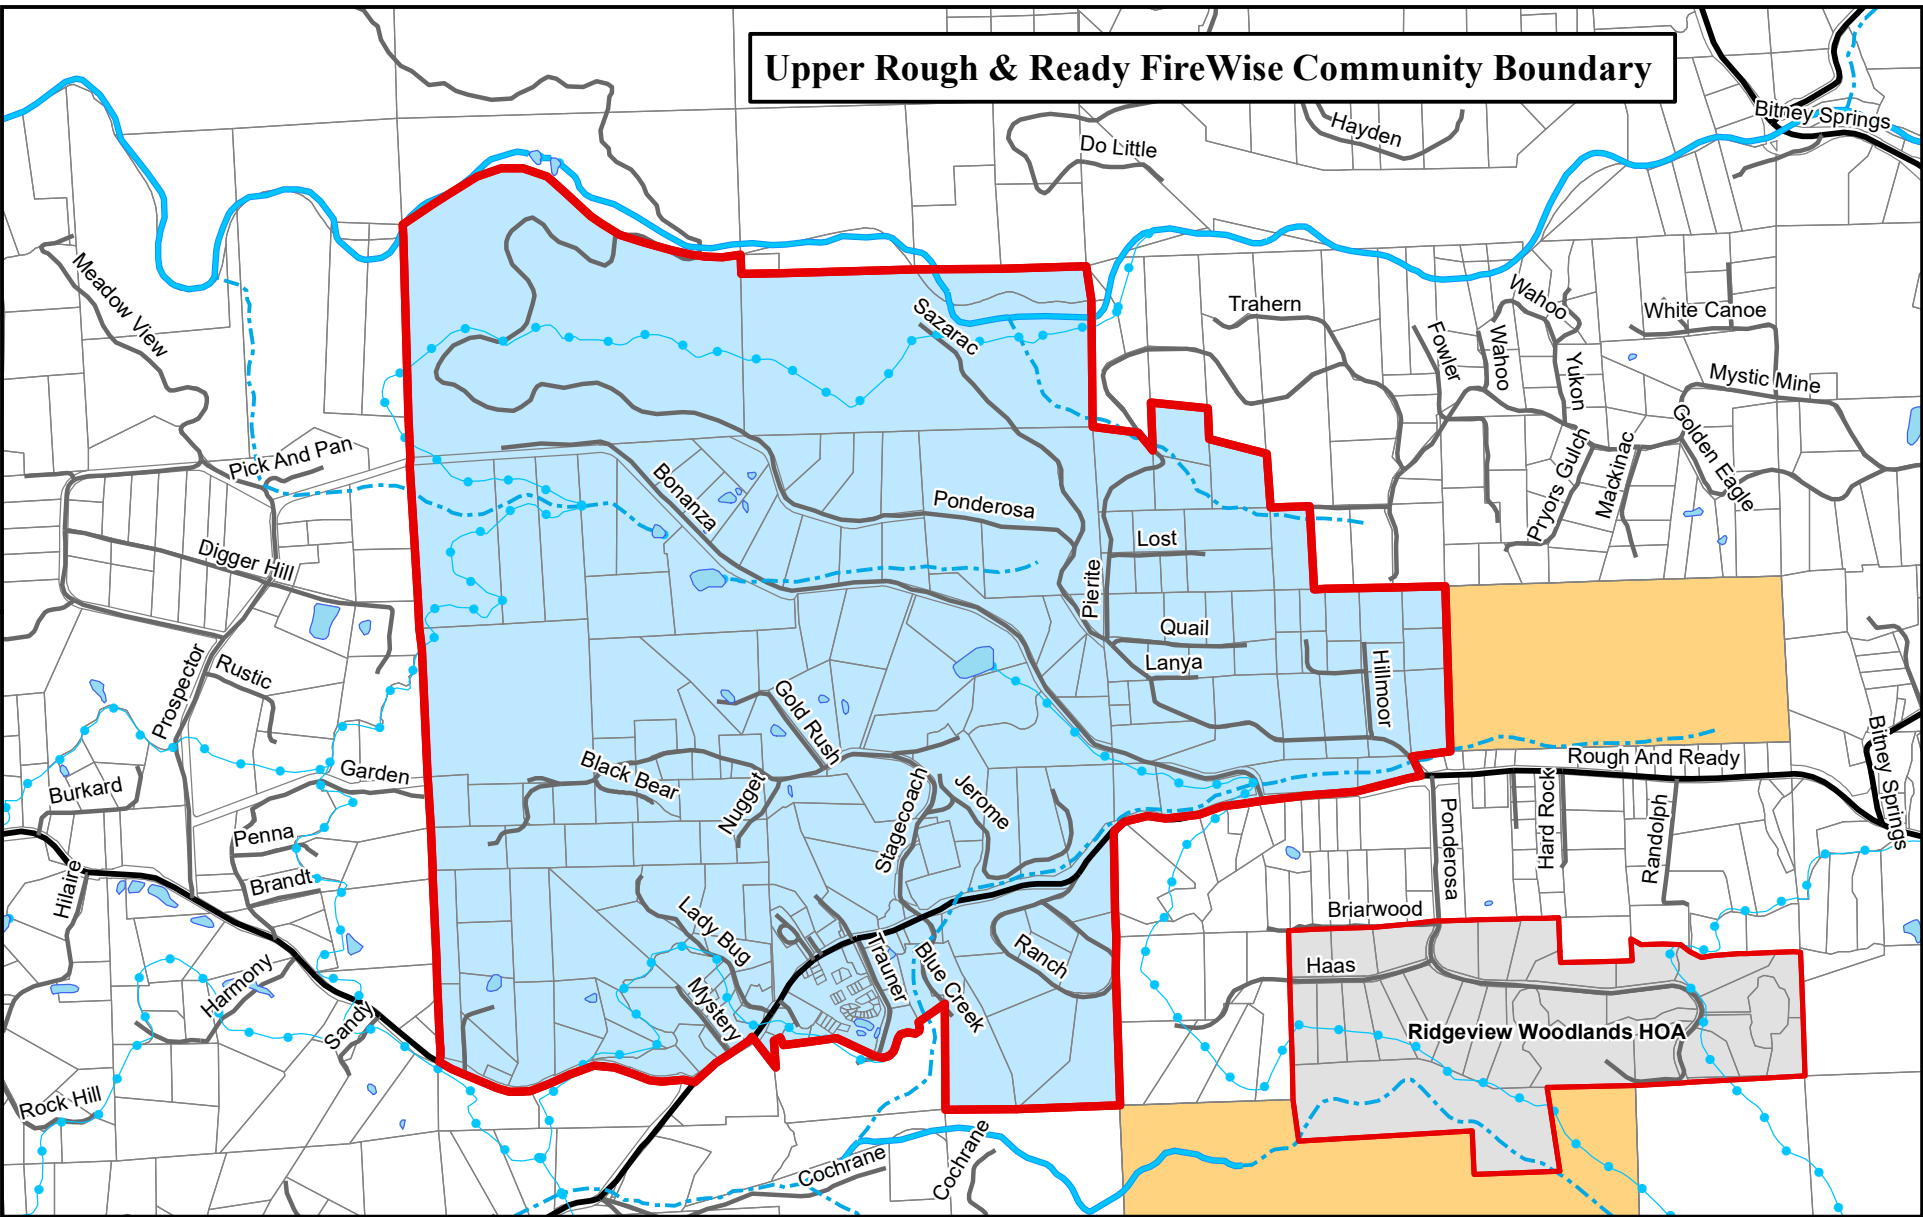 Upper Rough & Ready FireWise Community Boundary
Bitney Springs
Hayden
Do Little
Meadow View
Sazarac
Trahern
Wahoo
White Canoe
Fowler
Wahoo
Yukon
Mystic Mine
Golden Eagle
Pick And Pan
Bonanza
Ponderosa
Pryors Gulch
Mackinac
Lost
Digger Hill
Pierite
Quail
Lanya
Hillmoor
Prospector
Rustic
Gold Rush
Bitney Springs
Rough And Ready
Garden
Burkard
Black Bear
Nugget
Stagecoach
Jerome
Ponderosa
Hard Rock
Randolph
Penna
Brandt
Hilaire
Briarwood
Lady Bug
Trauner
Blue Creek
Ranch
Haas
Harmony
Sandy
Mystery
Ridgeview Woodlands HOA
Rock Hill
Cochrane
Cochrane